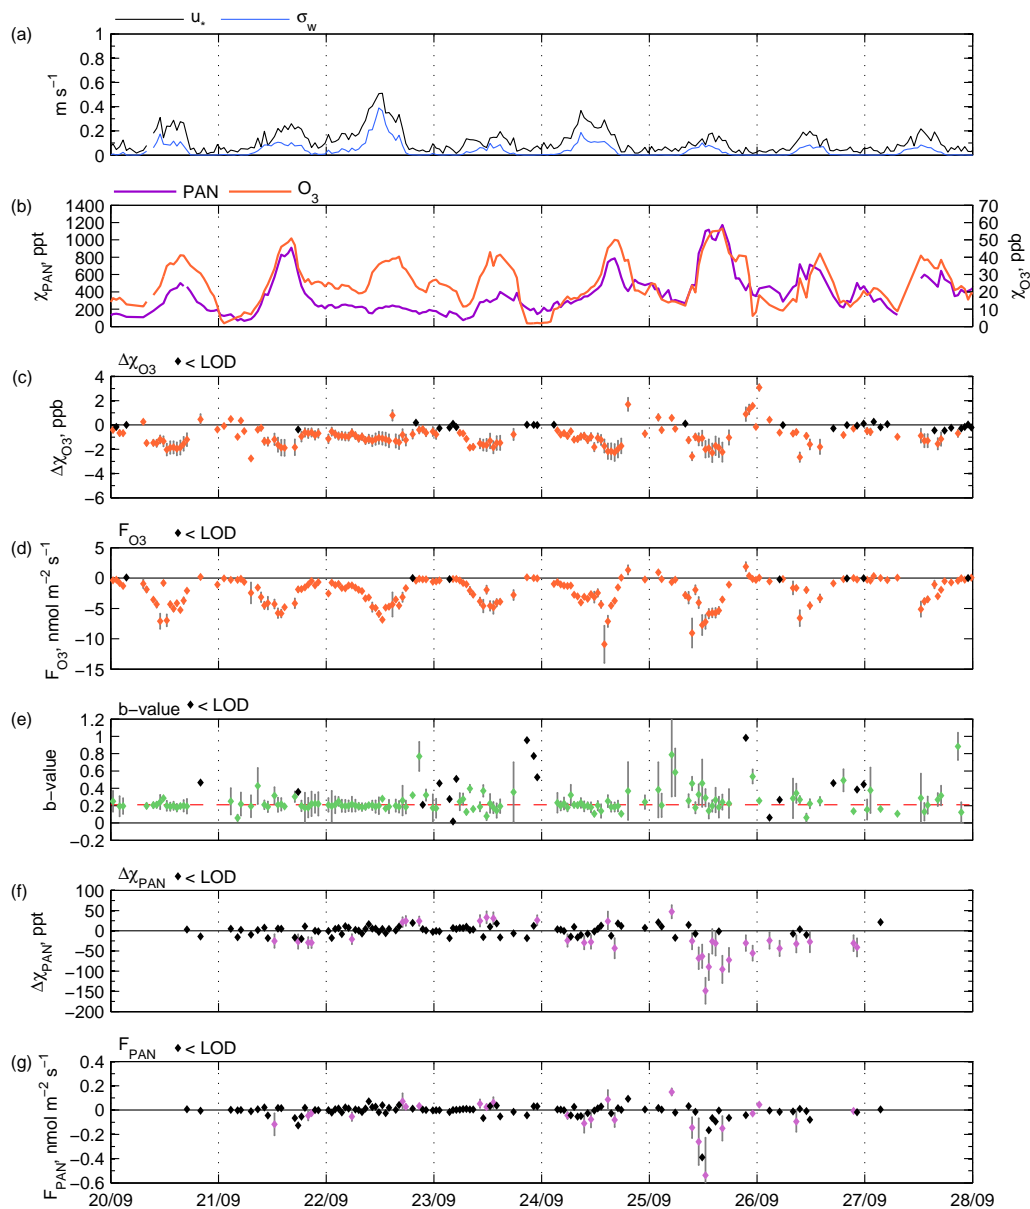 u* σw
(a)
m s−1
1
0.8
0.6
0.4
0.2
0
PAN O3
(b)
χPAN, ppt
1400
1200
1000
800
600
400
200
0
70
60
50
40
30
20
10
0
χO3, ppb
ΔχO3 < LOD
(c)
ΔχO3, ppb
4
2
0
−2
−4
−6
FO3 < LOD
(d)
FO3, nmol m−2 s−1
5
0
−5
−10
−15
b−value < LOD
(e)
b−value
1.2
1
0.8
0.6
0.4
0.2
0
−0.2
ΔχPAN < LOD
(f)
ΔχPAN, ppt
100
50
0
−50
−100
−150
−200
FPAN < LOD
(g)
FPAN, nmol m−2 s−1
0.4
0.2
0
−0.2
−0.4
−0.6
20/09 21/09 22/09 23/09 24/09 25/09 26/09 27/09 28/09